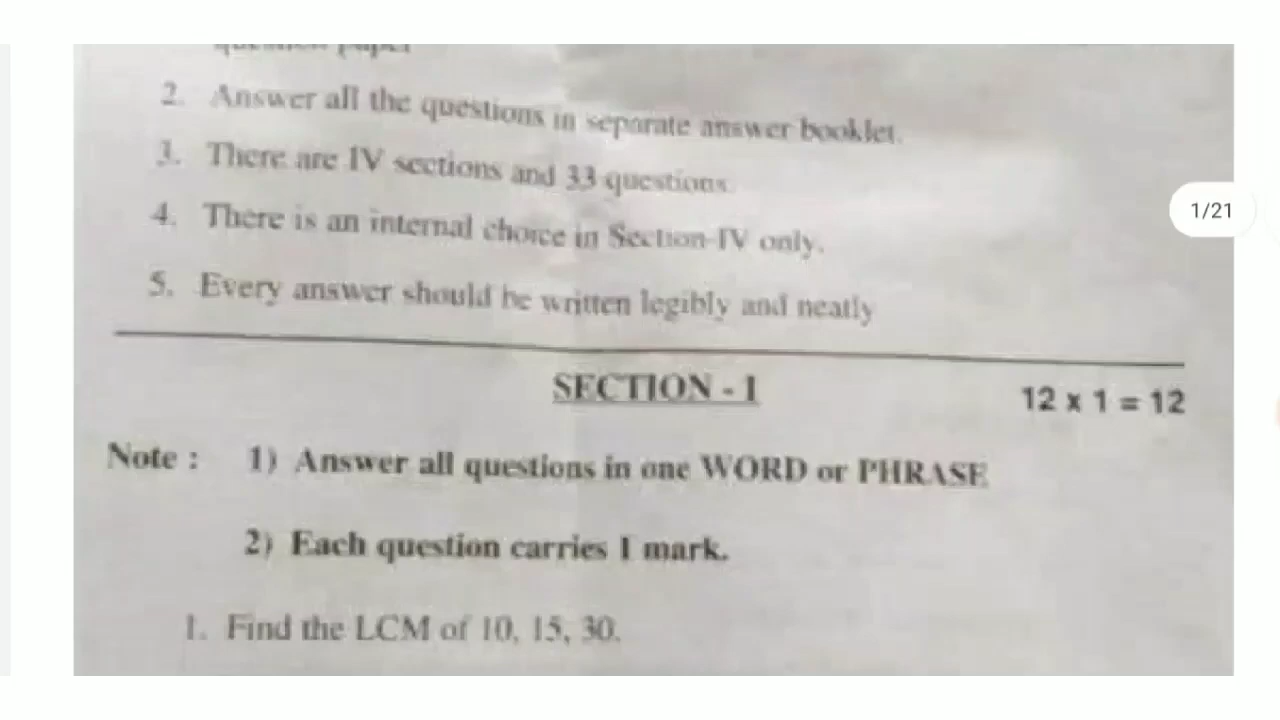 question paper
2. Answer all the questions in separate answer booklet.
3. There are IV sections and 33 questions.
4. There is an internal choice in Section-IV only.
5. Every answer should be written legibly and neatly
SECTION - I
12 x 1 = 12
Note : 1) Answer all questions in one WORD or PHRASE
2) Each question carries 1 mark.
1. Find the LCM of 10, 15, 30.
1/21